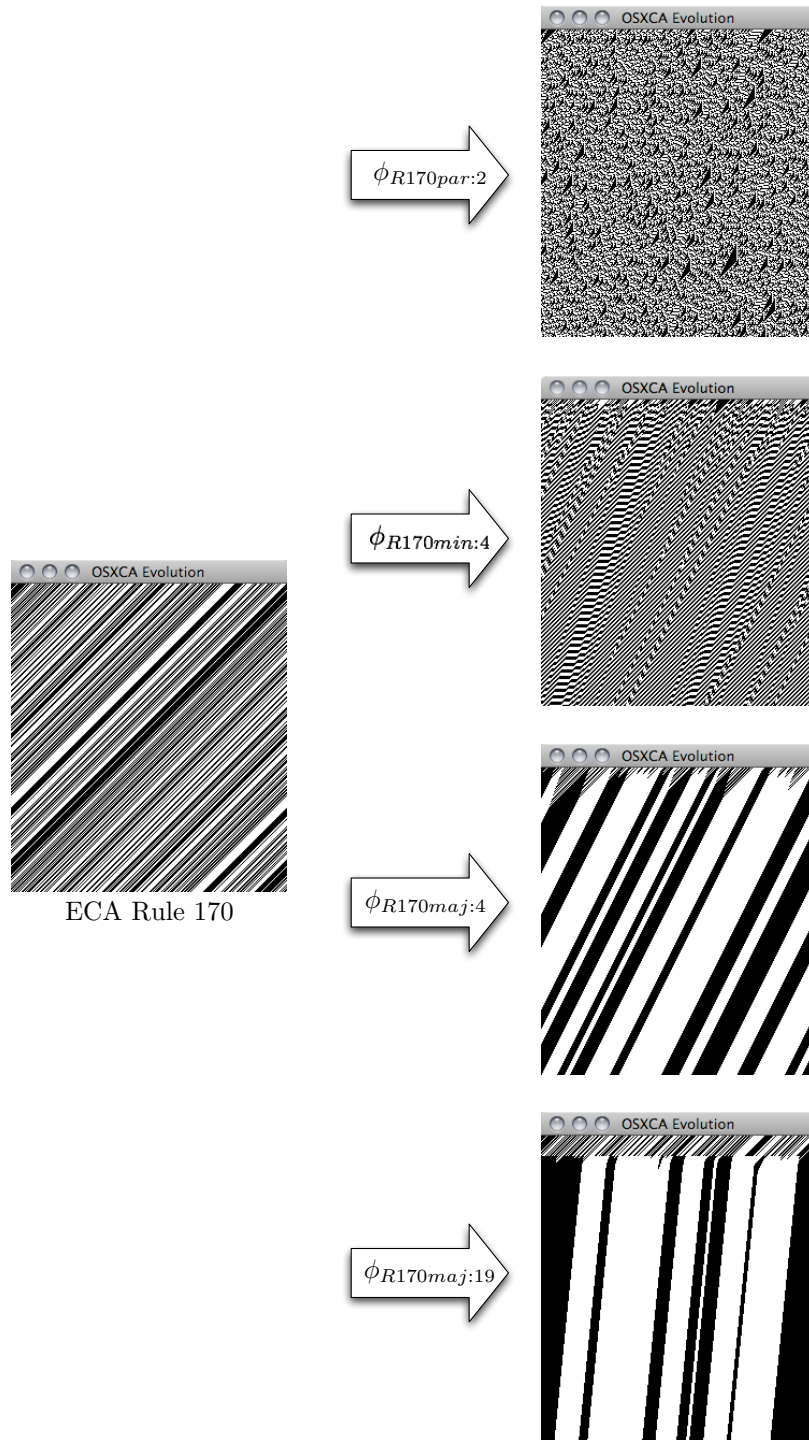 OSXCA Evolution
ϕR170par:2
OSXCA Evolution
ϕR170min:4
OSXCA Evolution
ECA Rule 170
OSXCA Evolution
ϕR170maj:4
OSXCA Evolution
ϕR170maj:19